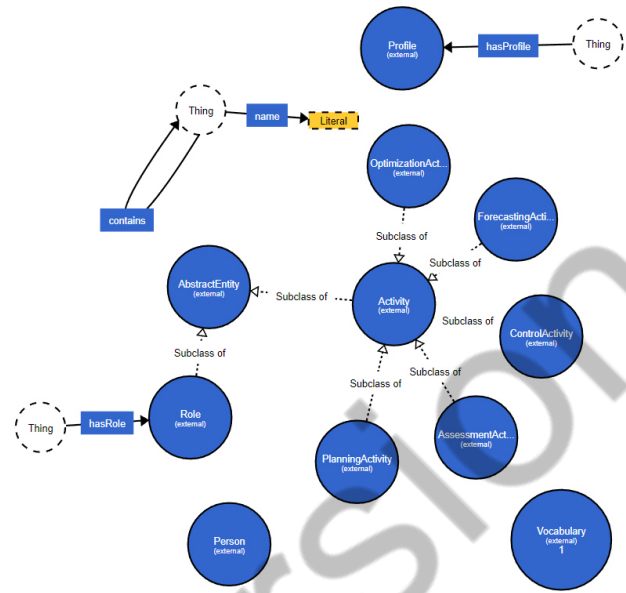 Profile
(external)
hasProfile
Thing
Thing
name
Literal
contains
OptimizationAct...
(external)
ForecastingActi...
(external)
Subclass of
AbstractEntity
(external)
Subclass of
Activity
(external)
Subclass of
ControlActivity
(external)
Subclass of
Subclass of
Subclass of
Thing
hasRole
Role
(external)
PlanningActivity
(external)
AssessmentAct...
(external)
Person
(external)
Vocabulary
(external)
1
rsion